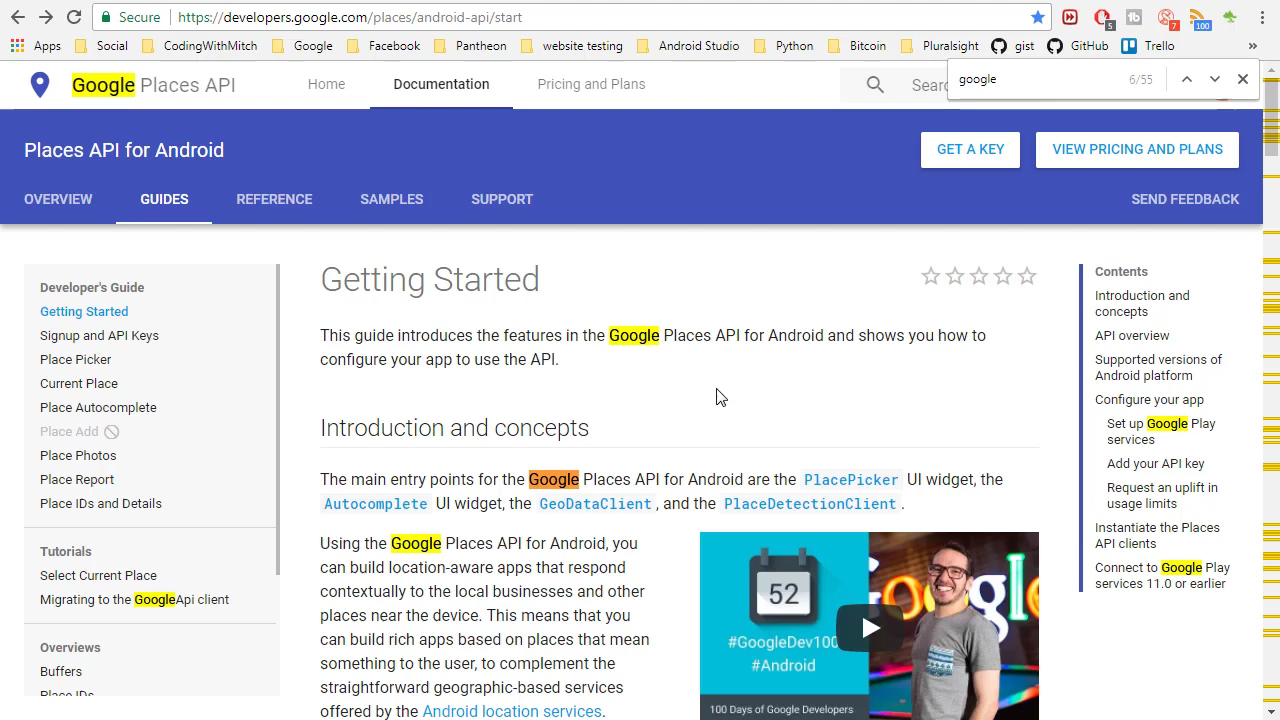 Secure https://developers.google.com/places/android-api/start
5 7 100
Apps Social CodingWithMitch Google Facebook Pantheon website testing Android Studio Python Bitcoin Pluralsight gist GitHub Trello »
google 6/55
Google Places API Home Documentation Pricing and Plans Sear
Places API for Android GET A KEY VIEW PRICING AND PLANS
OVERVIEW GUIDES REFERENCE SAMPLES SUPPORT SEND FEEDBACK
Developer's Guide
Getting Started
Signup and API Keys
Place Picker
Current Place
Place Autocomplete
Place Add
Place Photos
Place Report
Place IDs and Details
Tutorials
Select Current Place
Migrating to the GoogleApi client
Overviews
Buffers
Place IDs
Getting Started
This guide introduces the features in the Google Places API for Android and shows you how to
configure your app to use the API.
Introduction and concepts
The main entry points for the Google Places API for Android are the PlacePicker UI widget, the
Autocomplete UI widget, the GeoDataClient, and the PlaceDetectionClient.
Using the Google Places API for Android, you
can build location-aware apps that respond
contextually to the local businesses and other
places near the device. This means that you
can build rich apps based on places that mean
something to the user, to complement the
straightforward geographic-based services
offered by the Android location services.
52
#GoogleDev100
#Android
100 Days of Google Developers
Google
Contents
Introduction and
concepts
API overview
Supported versions of
Android platform
Configure your app
Set up Google Play
services
Add your API key
Request an uplift in
usage limits
Instantiate the Places
API clients
Connect to Google Play
services 11.0 or earlier